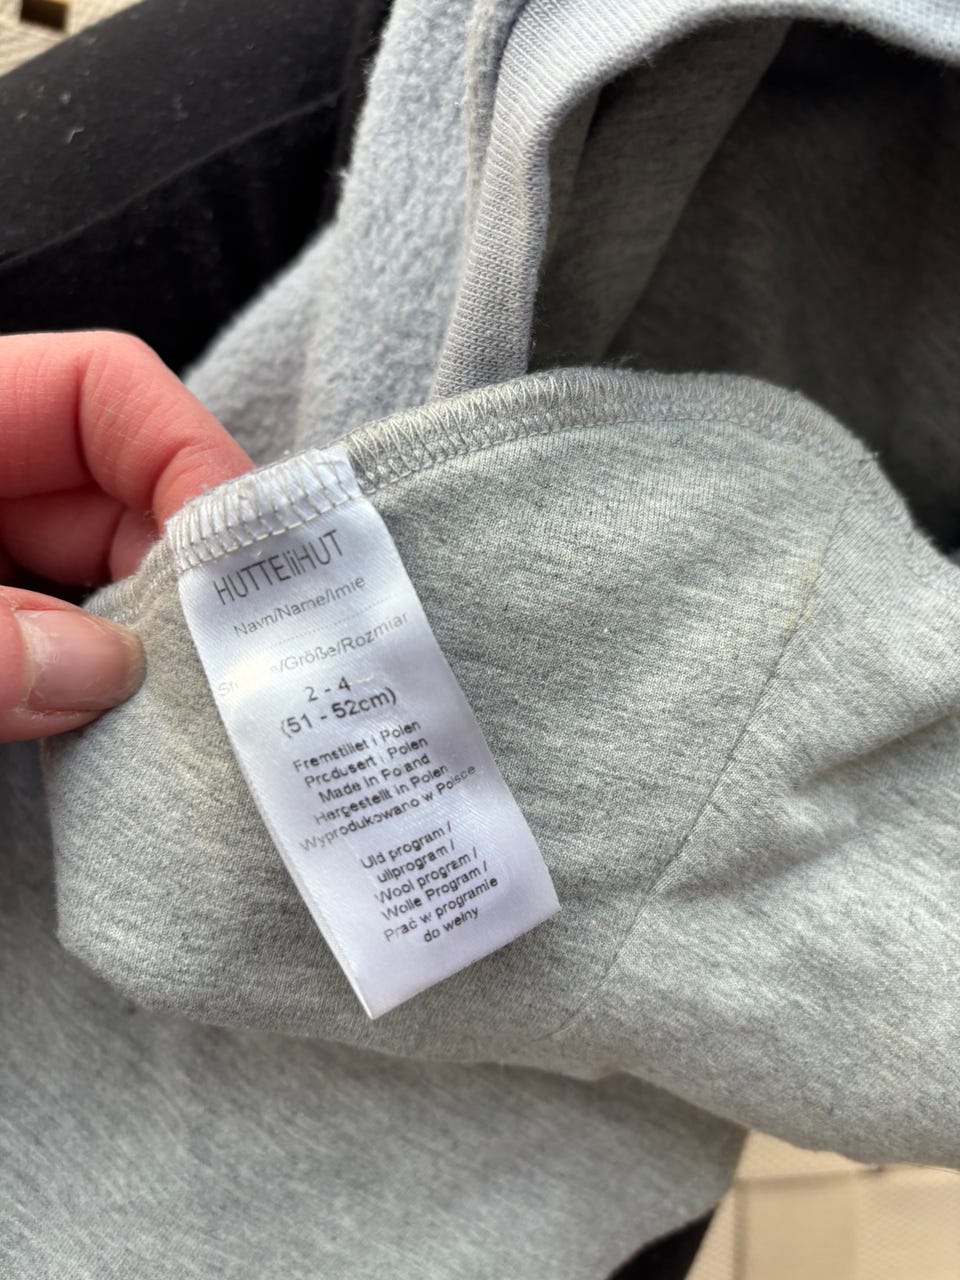 HUTTEliHUT
Navn/Name/Imie
/Größe/Rozmiar
2 - 4
(51 - 52cm)
Fremstillet i Polen
Produsert i Polen
Made in Poland
Hergestellt in Polen
Wyprodukowano w Polsce
Uld program /
ullprogram /
Wool program /
Wolle Program /
Prać w programie
do wełny